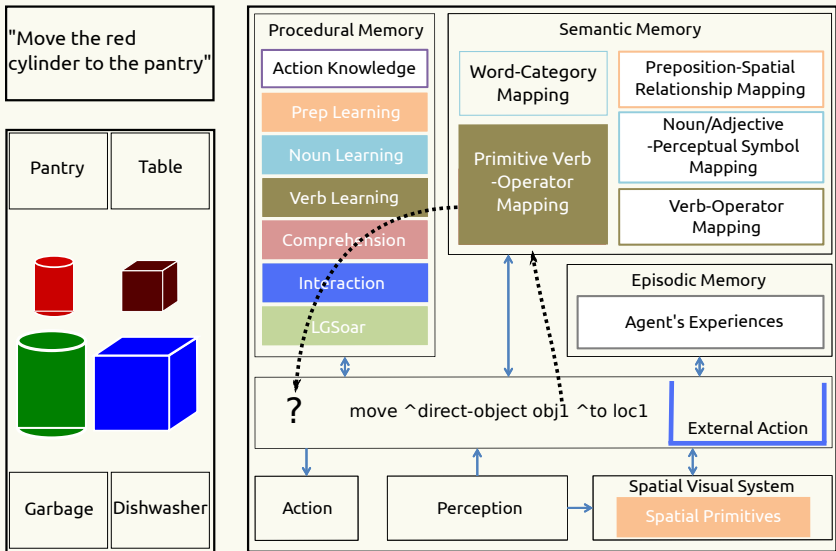 "Move the red
cylinder to the pantry"
Pantry
Table
Garbage
Dishwasher
Procedural Memory
Action Knowledge
Prep Learning
Noun Learning
Verb Learning
Comprehension
Interaction
LGSoar
Semantic Memory
Word-Category
Mapping
Primitive Verb
-Operator
Mapping
Preposition-Spatial
Relationship Mapping
Noun/Adjective
-Perceptual Symbol
Mapping
Verb-Operator
Mapping
Episodic Memory
Agent's Experiences
?
move ^direct-object obj1 ^to loc1
External Action
Action
Perception
Spatial Visual System
Spatial Primitives